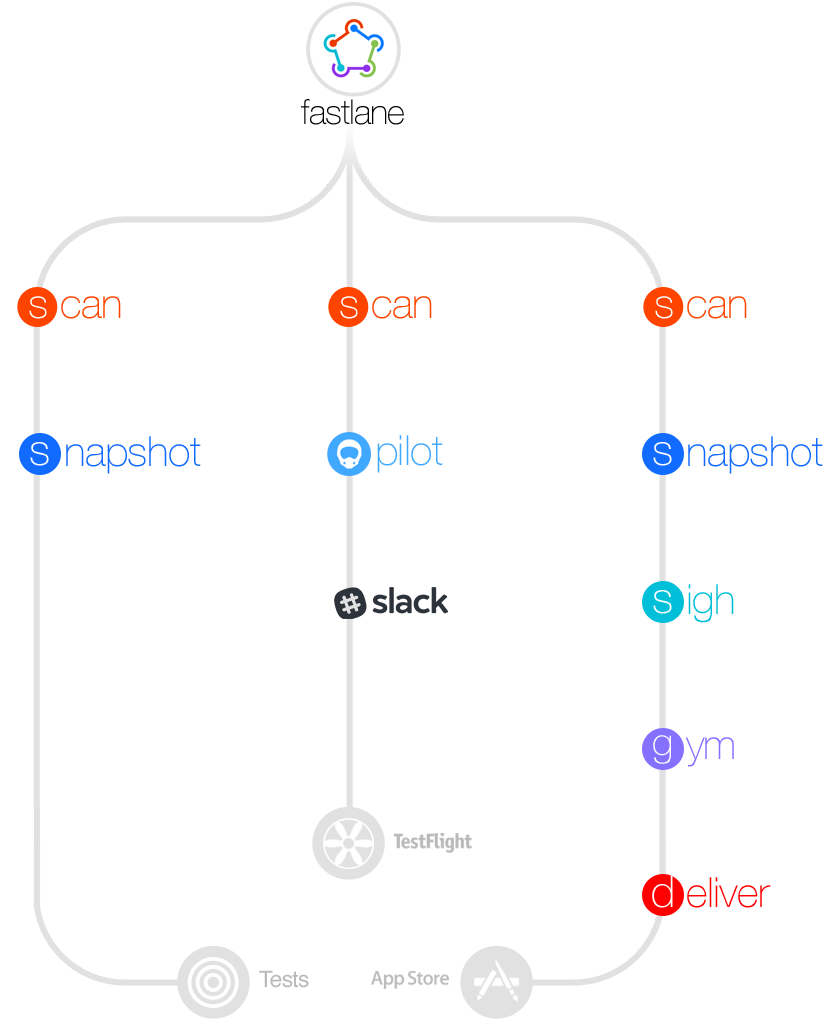 fastlane
scan
scan
scan
snapshot
pilot
snapshot
slack
sigh
gym
TestFlight
deliver
Tests
App Store